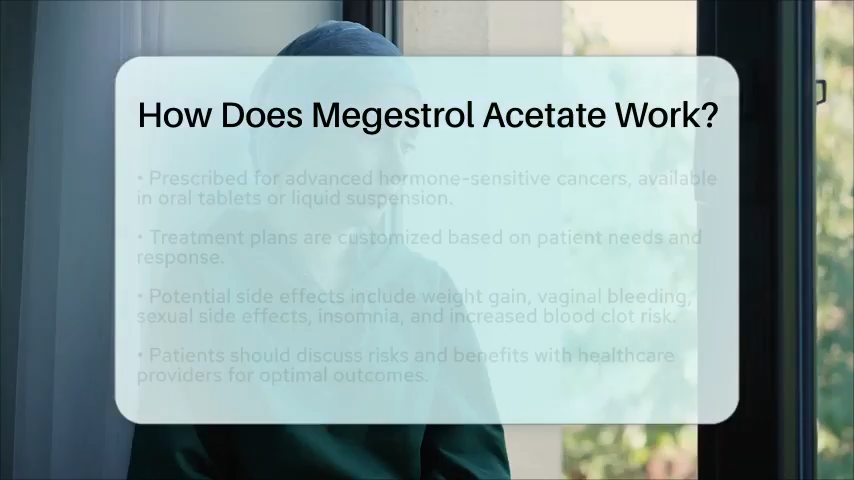 How Does Megestrol Acetate Work?
• Prescribed for advanced hormone-sensitive cancers, available
in oral tablets or liquid suspension.
• Treatment plans are customized based on patient needs and
response.
• Potential side effects include weight gain, vaginal bleeding,
sexual side effects, insomnia, and increased blood clot risk.
• Patients should discuss risks and benefits with healthcare
providers for optimal outcomes.